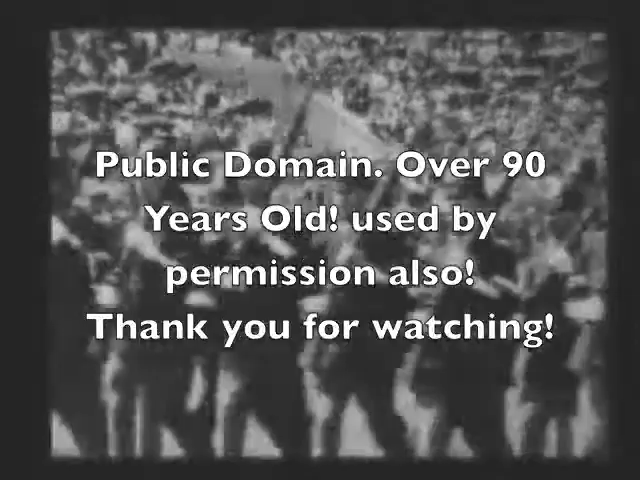 Public Domain. Over 90
Years Old! used by
permission also!
Thank you for watching!